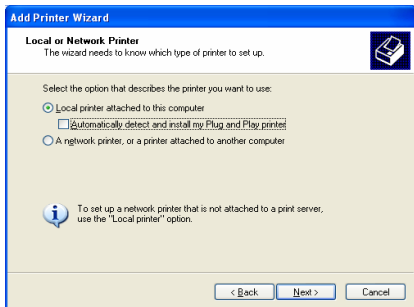 Add Printer Wizard
Local or Network Printer
The wizard needs to know which type of printer to set up.
Select the option that describes the printer you want to use:
Local printer attached to this computer
Automatically detect and install my Plug and Play printer
A network printer, or a printer attached to another computer
To set up a network printer that is not attached to a print server,
use the "Local printer" option.
< Back Next > Cancel